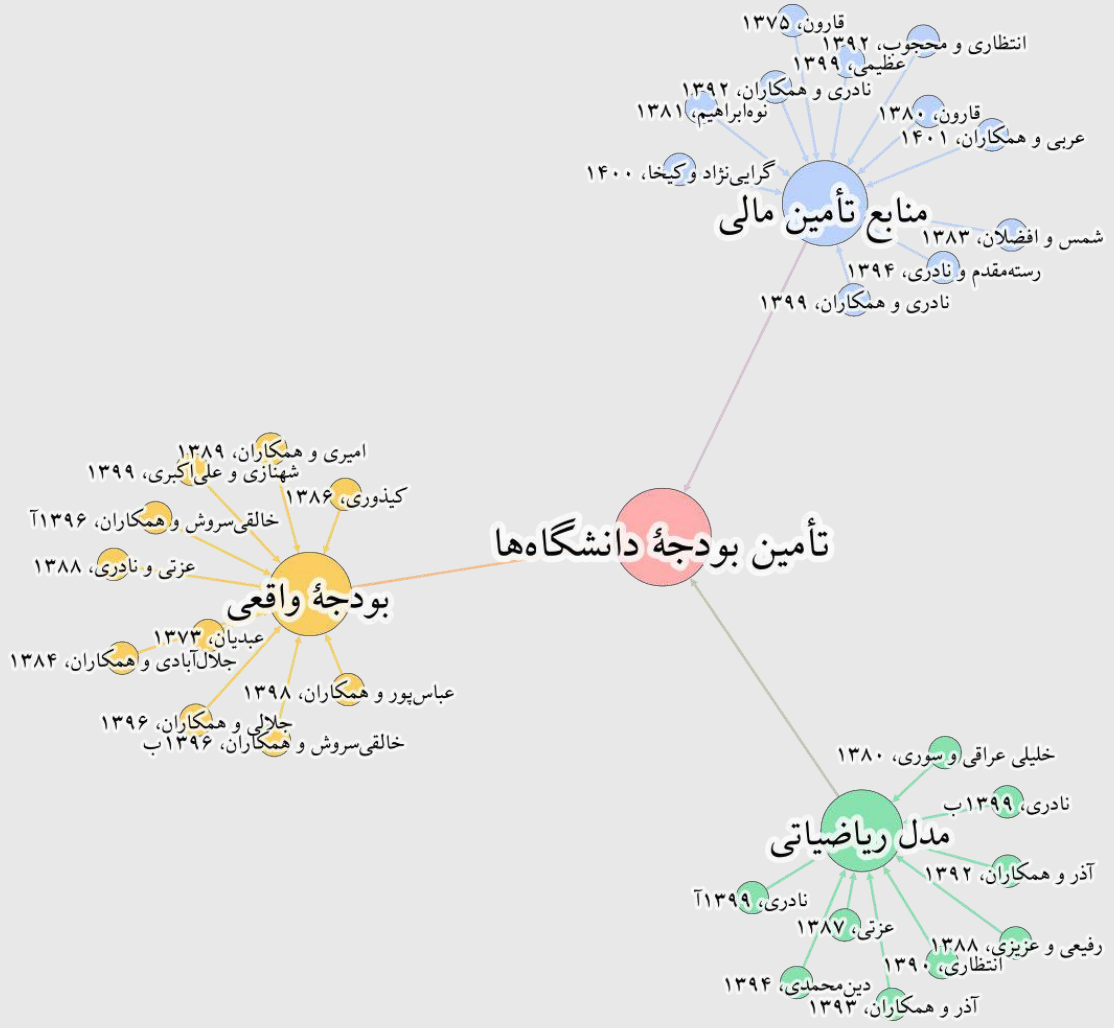 قارون، ۱۳۷۵
انتظاری و محجوب، ۱۳۹۲
عظیمی، ۱۳۹۹
نادری و همکاران، ۱۳۹۲
نوه‌ابراهیم، ۱۳۸۱
قارون، ۱۳۸۰
عربی و همکاران، ۱۴۰۱
گرایی‌نژاد و کیخا، ۱۴۰۰
منابع تأمین مالی
شمس و افضلان، ۱۳۸۳
رسته‌مقدم و نادری، ۱۳۹۴
نادری و همکاران، ۱۳۹۹
تأمین بودجهٔ دانشگاه‌ها
امیری و همکاران، ۱۳۸۹
شهنازی و علی‌اکبری، ۱۳۹۹
کیذوری، ۱۳۸۶
خالقی‌سروش و همکاران، ۱۳۹۶آ
عزتی و نادری، ۱۳۸۸
بودجهٔ واقعی
عبدیان، ۱۳۷۳
جلال‌آبادی و همکاران، ۱۳۸۴
عباس‌پور و همکاران، ۱۳۹۸
جلالی و همکاران، ۱۳۹۶
خالقی‌سروش و همکاران، ۱۳۹۶ب
خلیلی عراقی و سوری، ۱۳۸۰
نادری، ۱۳۹۹ب
مدل ریاضیاتی
آذر و همکاران، ۱۳۹۲
نادری، ۱۳۹۹آ
عزتی، ۱۳۸۷
رفیعی و عزیزی، ۱۳۸۸
انتظاری، ۱۳۹۰
دین‌محمدی، ۱۳۹۴
آذر و همکاران، ۱۳۹۳